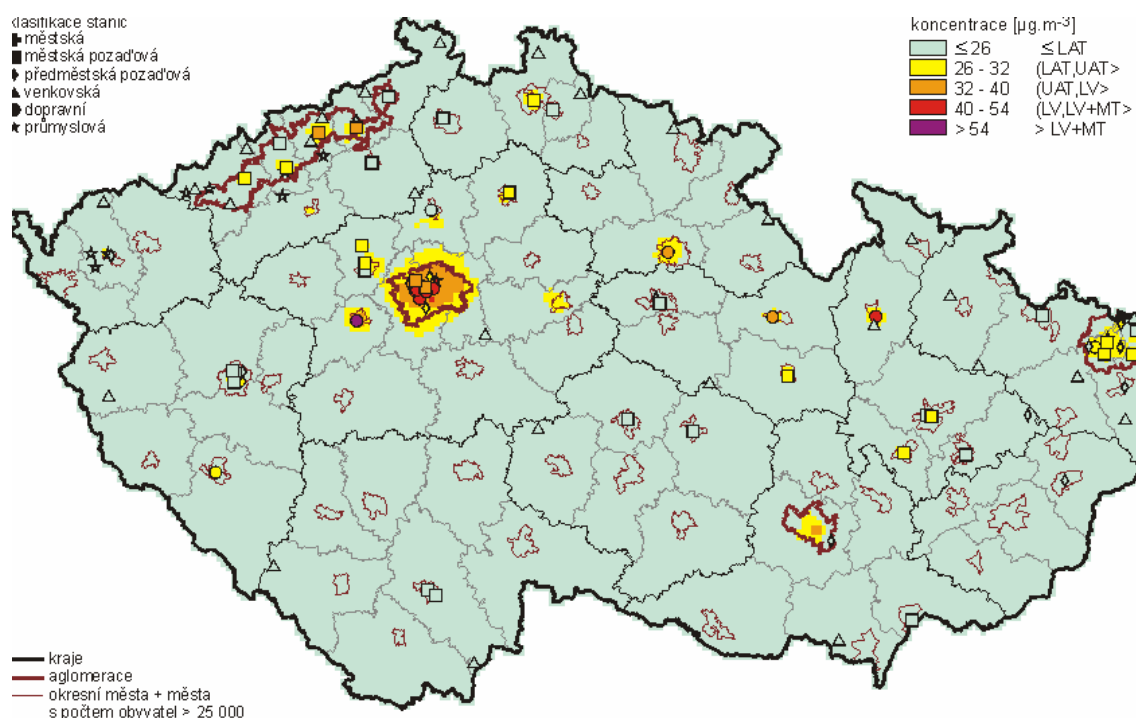 klasifikace stanic
městská
městská pozaďová
předměstská pozaďová
venkovská
dopravní
průmyslová
koncentrace [µg.m-3]
≤ 26 ≤ LAT
26 - 32 (LAT,UAT>
32 - 40 (UAT,LV>
40 - 54 (LV,LV+MT>
> 54 > LV+MT
kraje
aglomerace
okresní města + města
s počtem obyvatel > 25 000